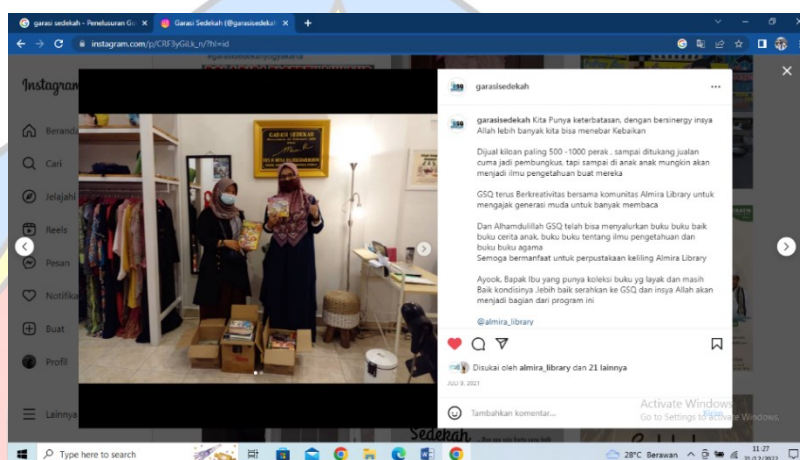 garasi sedekah - Penelusuran Go
Garasi Sedekah (@garasisedekah
instagram.com/p/CRF3yGiLk_n/?hl=id
Instagram
Beranda
Cari
Jelajahi
Reels
Pesan
Notifika
Buat
Profil
Lainnya
GARASI SEDEKAH
garasisedekah
garasisedekah Kita Punya keterbatasan, dengan bersinergy insya
Allah lebih banyak kita bisa menebar Kebaikan
Dijual kiloan paling 500 -1000 perak . sampai ditukang jualan
cuma jadi pembungkus, tapi sampai di anak anak mungkin akan
menjadi ilmu pengetahuan buat mereka
GSQ terus Berkreativitas bersama komunitas Almira Library untuk
mengajak generasi muda untuk banyak membaca
Dan Alhamdulillah GSQ telah bisa menyalurkan buku buku baik
buku cerita anak, buku buku tentang ilmu pengetahuan dan
buku buku agama
Semoga bermanfaat untuk perpustakaan keliling Almira Library
Ayook, Bapak Ibu yang punya koleksi buku yg layak dan masih
Baik kondisinya .lebih baik serahkan ke GSQ dan insya Allah akan
menjadi bagian dari program ini
@almira_library
Disukai oleh almira_library dan 21 lainnya
JULI 3, 2021
Tambahkan komentar...
Kirim
Activate Windows
Go to Settings to activate Windows.
Sedekah
Type here to search
28°C Berawan
11:27